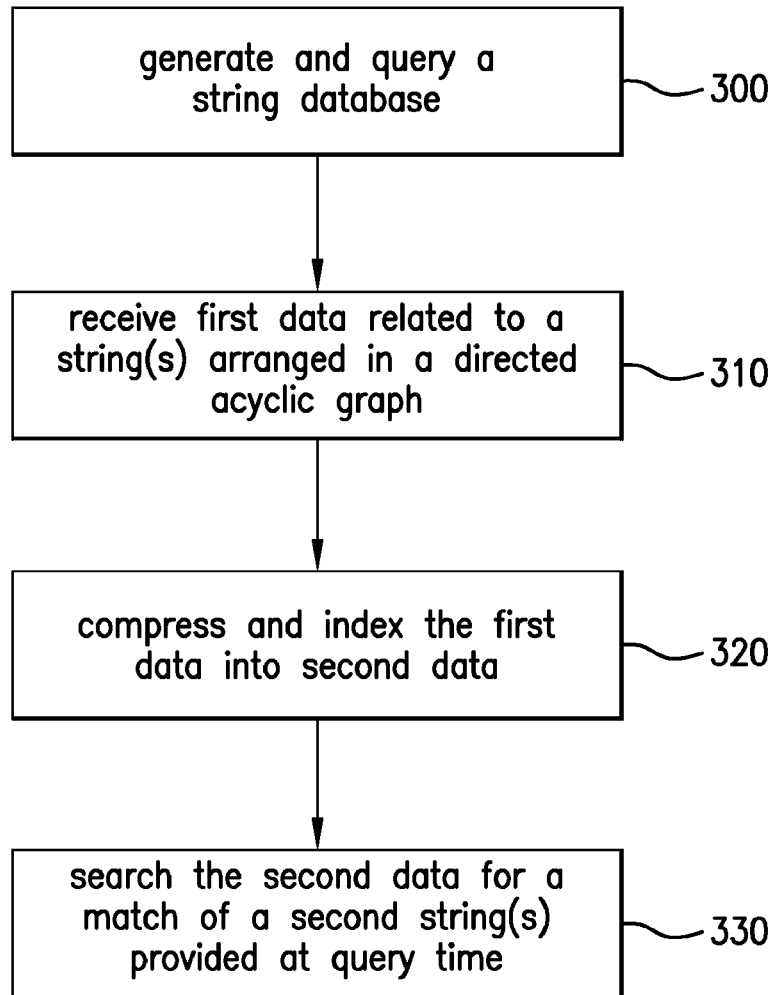 generate and query a
string database
300
receive first data related to a
string(s) arranged in a directed
acyclic graph
310
compress and index the first
data into second data
320
search the second data for a
match of a second string(s)
provided at query time
330